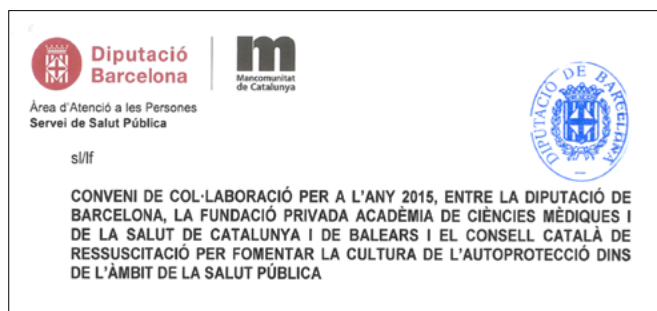 Diputació
Barcelona
Mancomunitat
de Catalunya
Àrea d'Atenció a les Persones
Servei de Salut Pública
DIPUTACIÓ DE BARCELONA
sl/lf
CONVENI DE COL·LABORACIÓ PER A L'ANY 2015, ENTRE LA DIPUTACIÓ DE
BARCELONA, LA FUNDACIÓ PRIVADA ACADÈMIA DE CIÈNCIES MÈDIQUES I
DE LA SALUT DE CATALUNYA I DE BALEARS I EL CONSELL CATALÀ DE
RESSUSCITACIÓ PER FOMENTAR LA CULTURA DE L'AUTOPROTECCIÓ DINS
DE L'ÀMBIT DE LA SALUT PÚBLICA